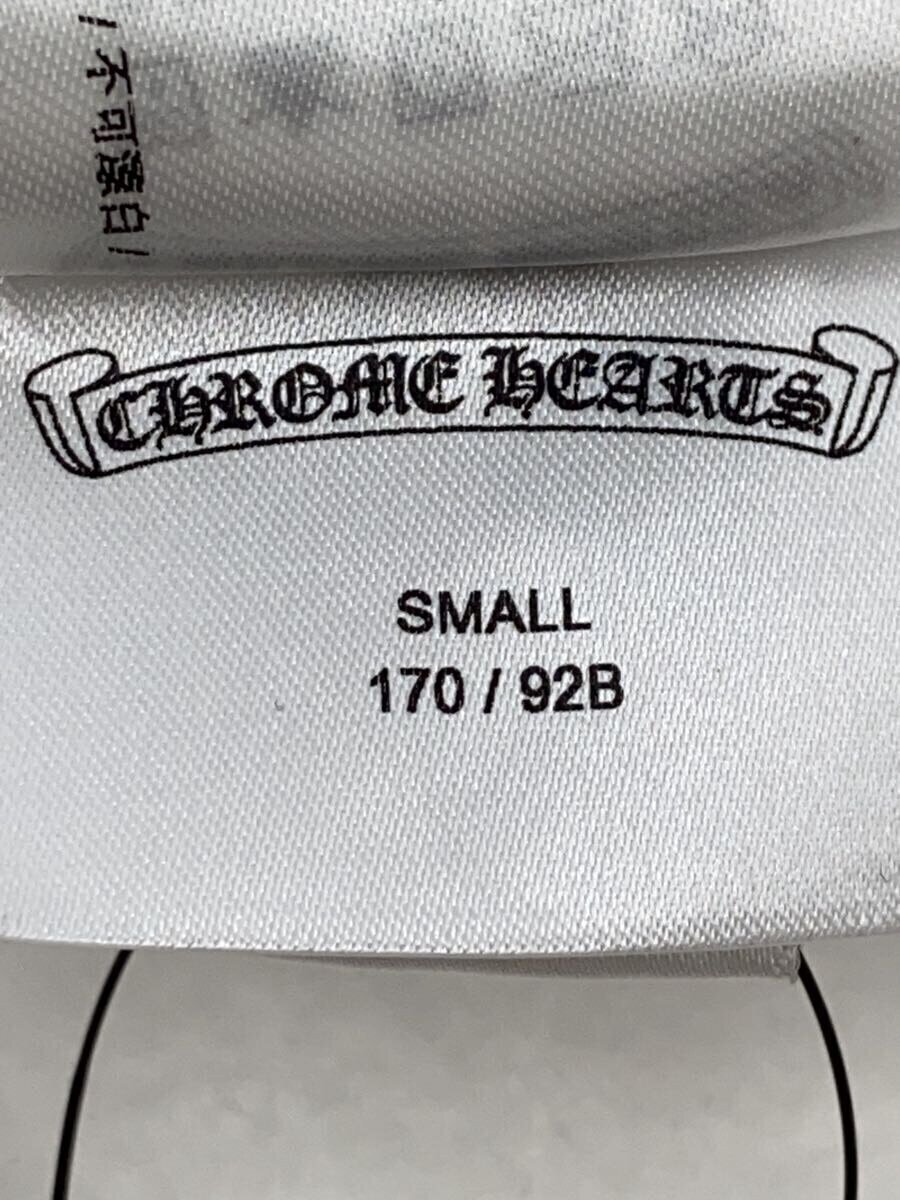 / 不可漂白 /
CHROME HEARTS
SMALL
170 / 92B